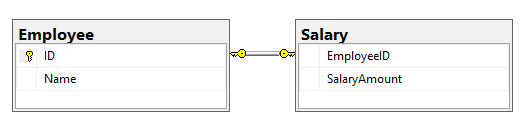 Employee
ID
Name
Salary
EmployeeID
SalaryAmount